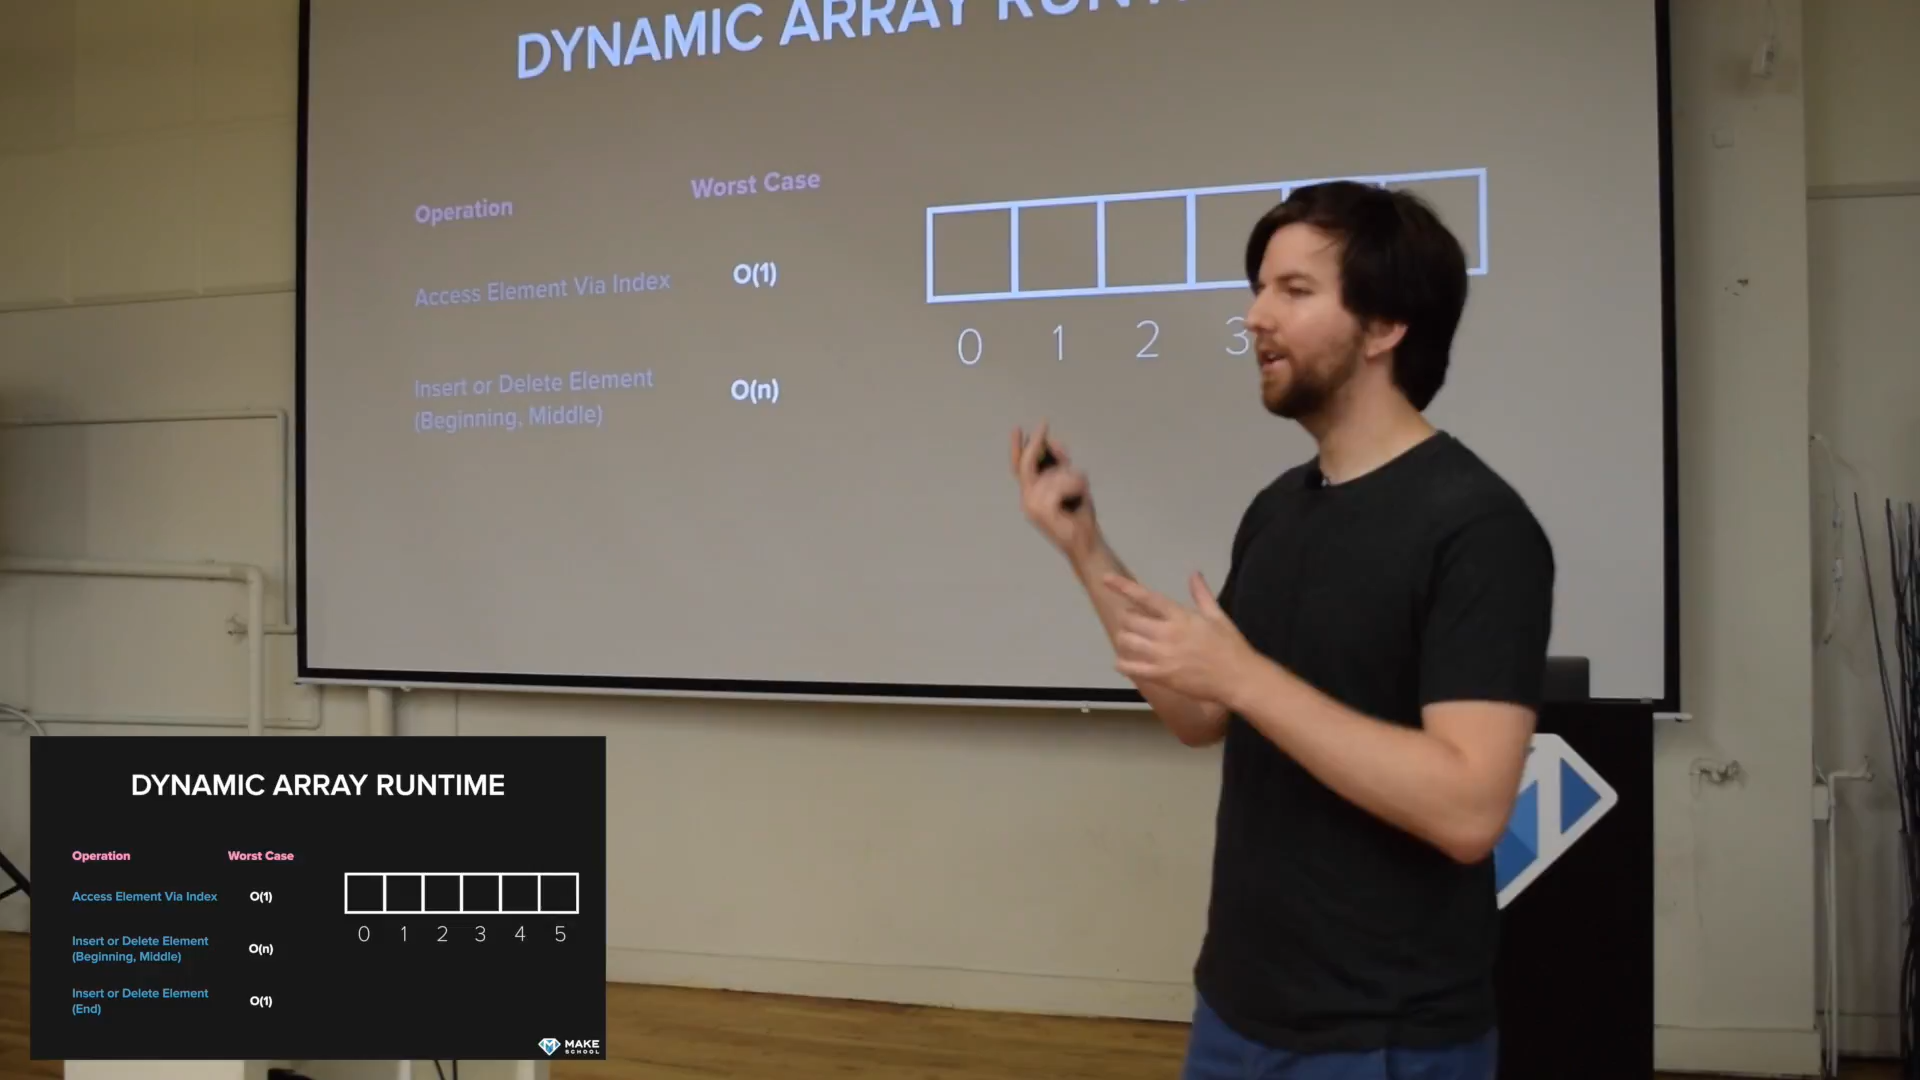 DYNAMIC ARRAY RUNT
Operation
Worst Case
Access Element Via Index
O(1)
Insert or Delete Element
(Beginning, Middle)
O(n)
0 1 2 3
DYNAMIC ARRAY RUNTIME
Operation
Worst Case
Access Element Via Index
O(1)
Insert or Delete Element
(Beginning, Middle)
O(n)
Insert or Delete Element
(End)
O(1)
0 1 2 3 4 5
MAKE
SCHOOL